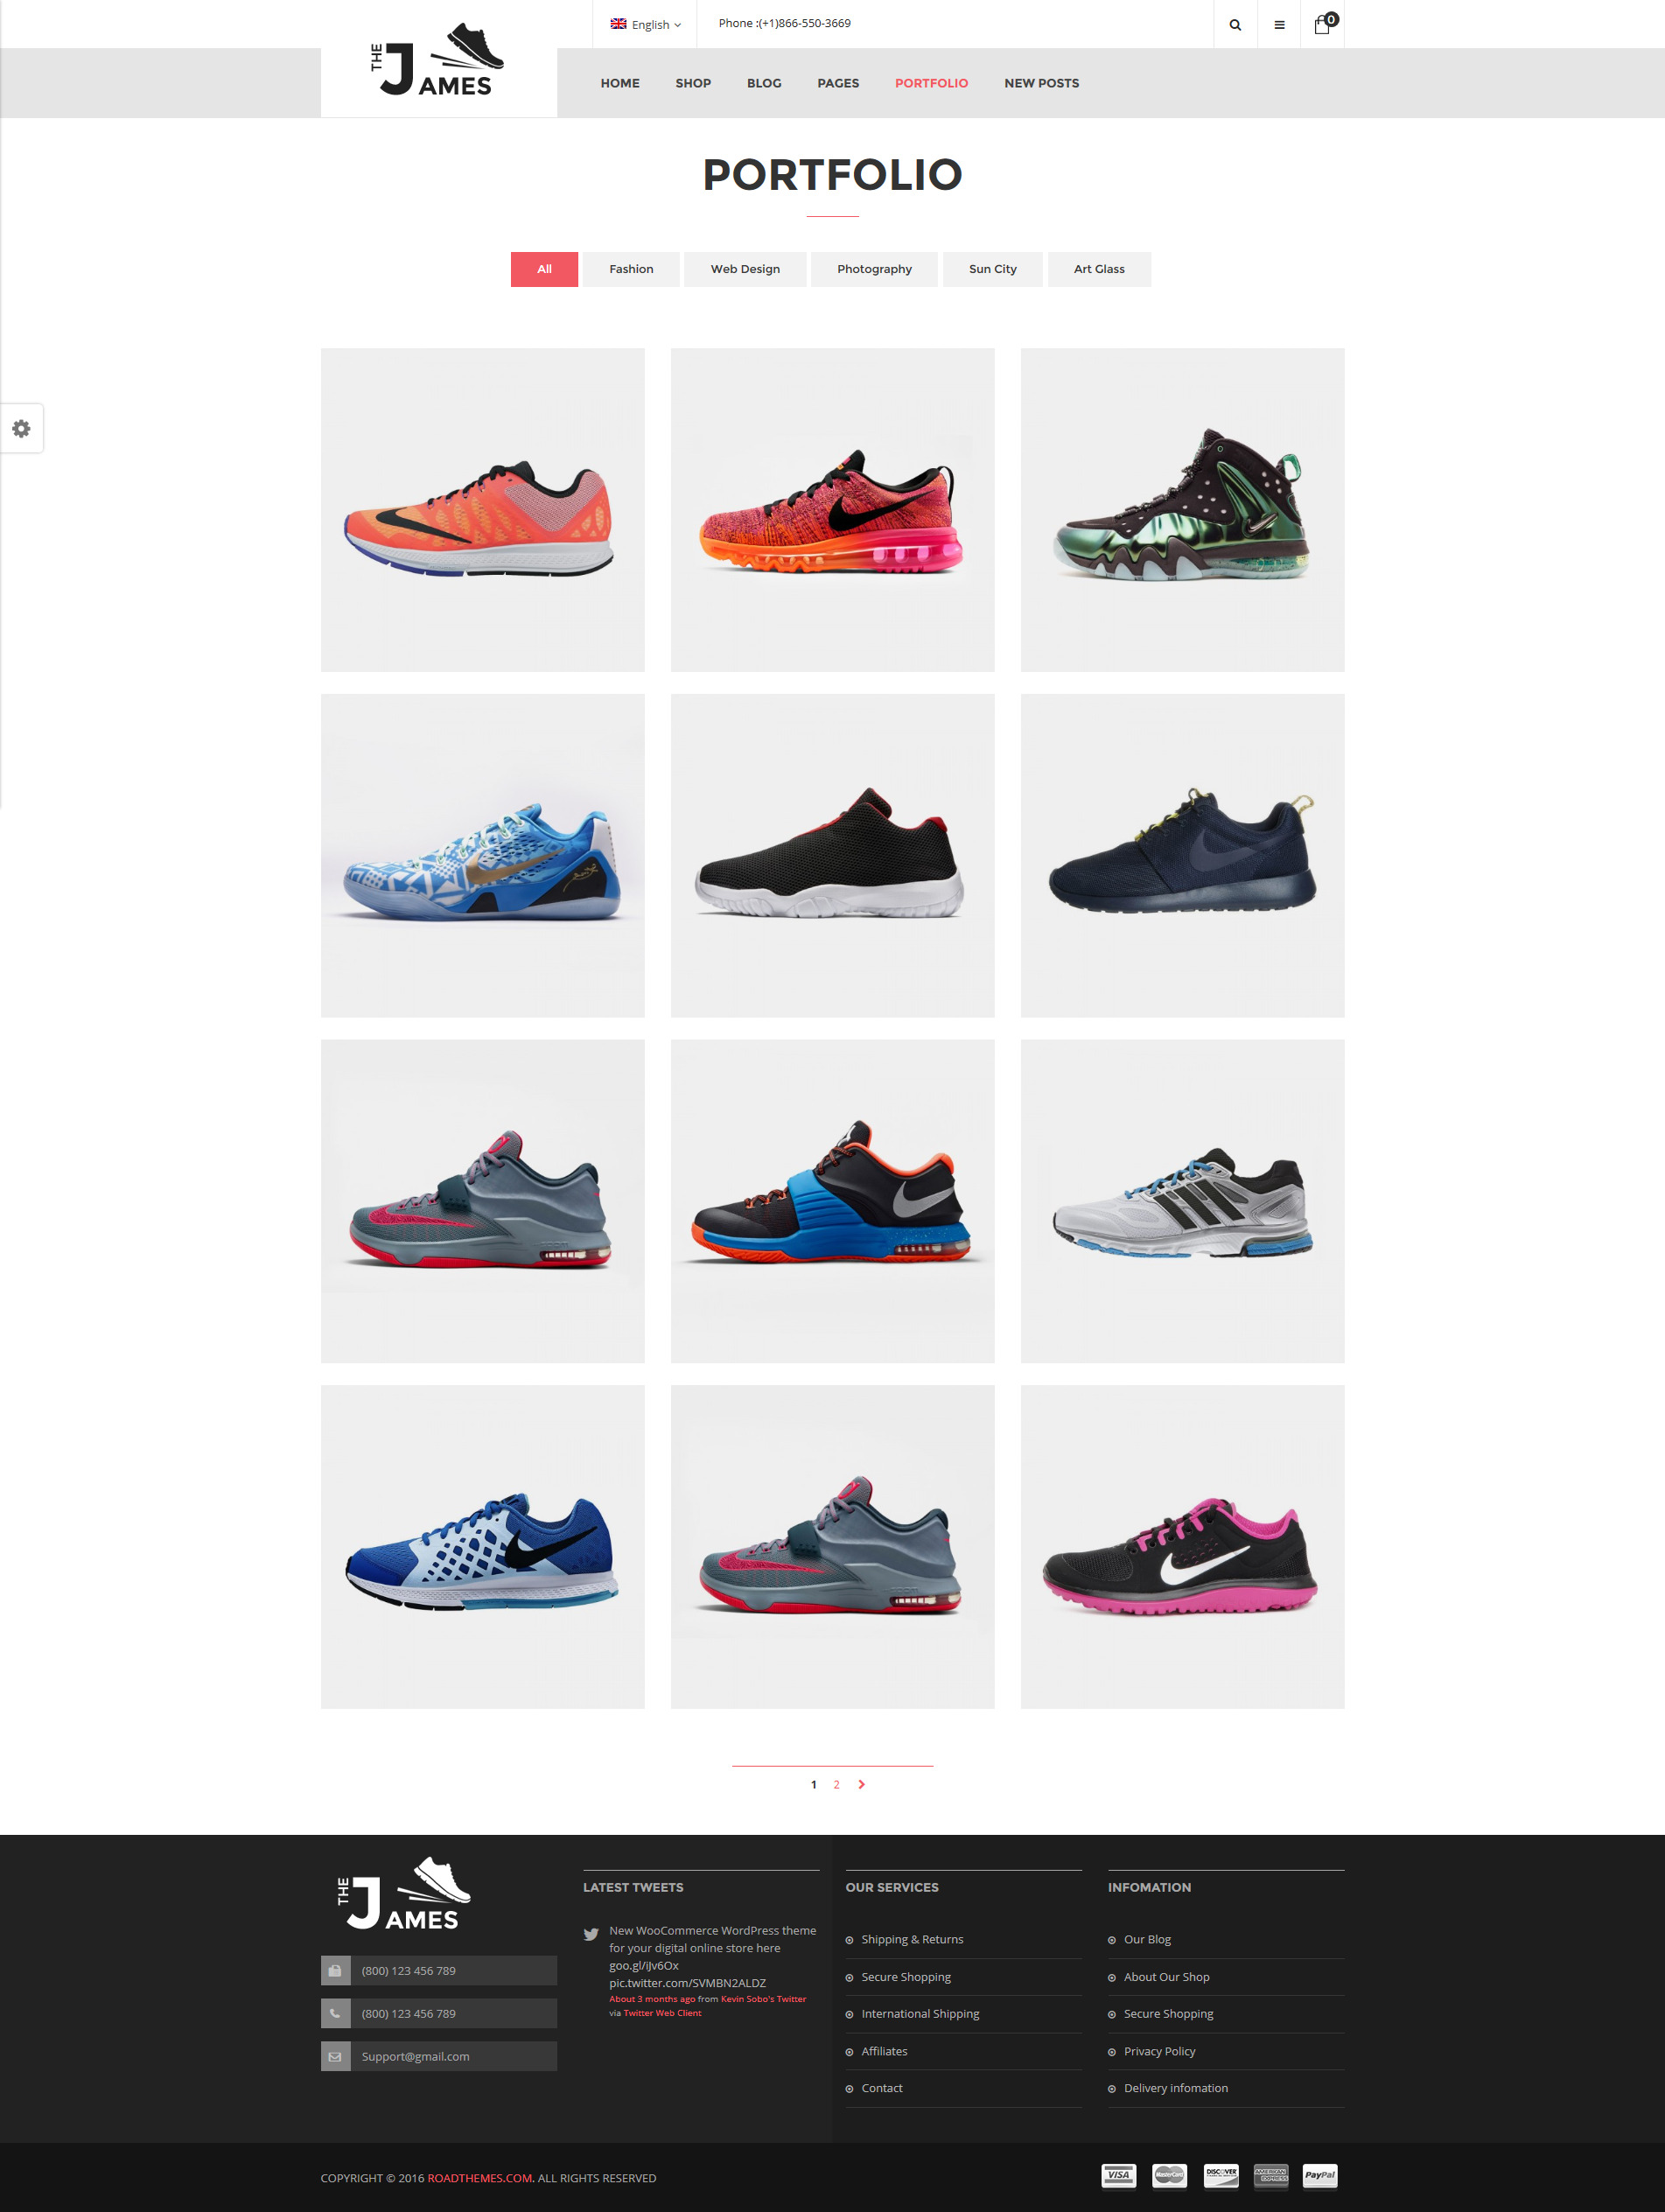 English
Phone :(+1)866-550-3669
0
THE JAMES
HOME SHOP BLOG PAGES PORTFOLIO NEW POSTS
PORTFOLIO
All Fashion Web Design Photography Sun City Art Glass
1 2
THE JAMES
(800) 123 456 789
(800) 123 456 789
Support@gmail.com
LATEST TWEETS
New WooCommerce WordPress theme
for your digital online store here
goo.gl/iJv6Ox
pic.twitter.com/SVMBN2ALDZ
About 3 months ago from Kevin Sobo's Twitter
via Twitter Web Client
OUR SERVICES
Shipping & Returns
Secure Shopping
International Shipping
Affiliates
Contact
INFOMATION
Our Blog
About Our Shop
Secure Shopping
Privacy Policy
Delivery infomation
COPYRIGHT © 2016 ROADTHEMES.COM. ALL RIGHTS RESERVED
VISA MasterCard DISCOVER AMERICAN EXPRESS PayPal